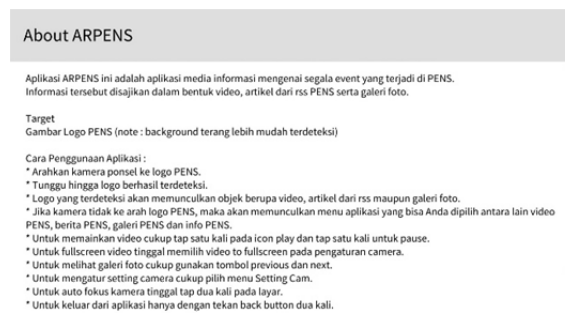 About ARPENS
Aplikasi ARPENS ini adalah aplikasi media informasi mengenai segala event yang terjadi di PENS.
Informasi tersebut disajikan dalam bentuk video, artikel dari rss PENS serta galeri foto.
Target
Gambar Logo PENS (note : background terang lebih mudah terdeteksi)
Cara Penggunaan Aplikasi :
* Arahkan kamera ponsel ke logo PENS.
* Tunggu hingga logo berhasil terdeteksi.
* Logo yang terdeteksi akan memunculkan objek berupa video, artikel dari rss maupun galeri foto.
* Jika kamera tidak ke arah logo PENS, maka akan memunculkan menu aplikasi yang bisa Anda dipilih antara lain video
PENS, berita PENS, galeri PENS dan info PENS.
* Untuk memainkan video cukup tap satu kali pada icon play dan tap satu kali untuk pause.
* Untuk fullscreen video tinggal memilih video to fullscreen pada pengaturan camera.
* Untuk melihat galeri foto cukup gunakan tombol previous dan next.
* Untuk mengatur setting camera cukup pilih menu Setting Cam.
* Untuk auto fokus kamera tinggal tap dua kali pada layar.
* Untuk keluar dari aplikasi hanya dengan tekan back button dua kali.